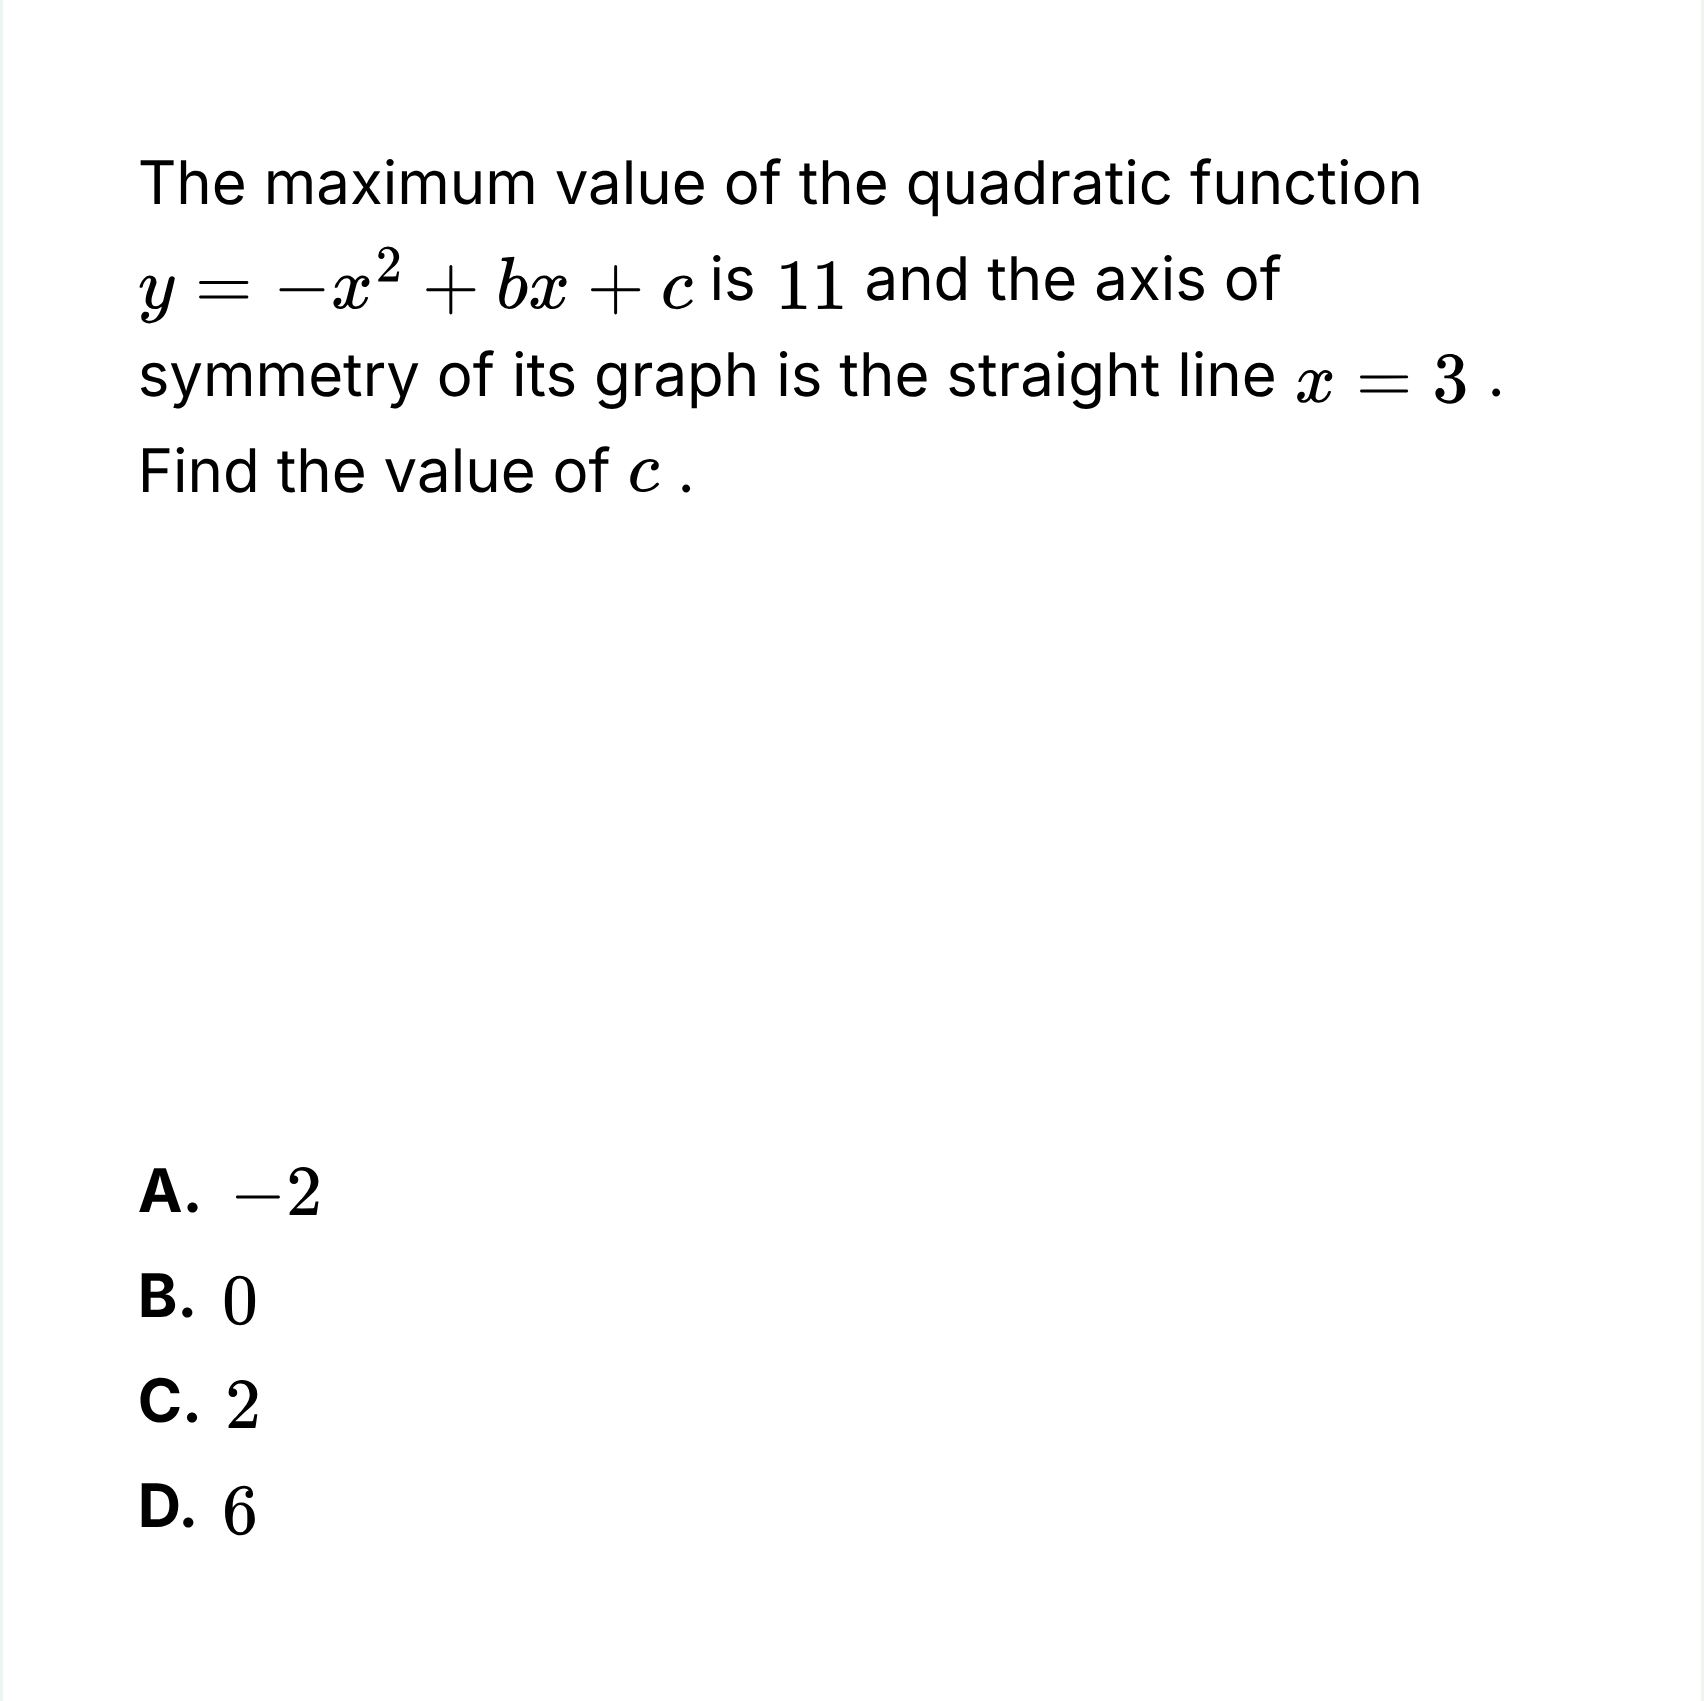 The maximum value of the quadratic function
y = −x² + bx + c is 11 and the axis of
symmetry of its graph is the straight line x = 3 .
Find the value of c .
A. −2
B. 0
C. 2
D. 6